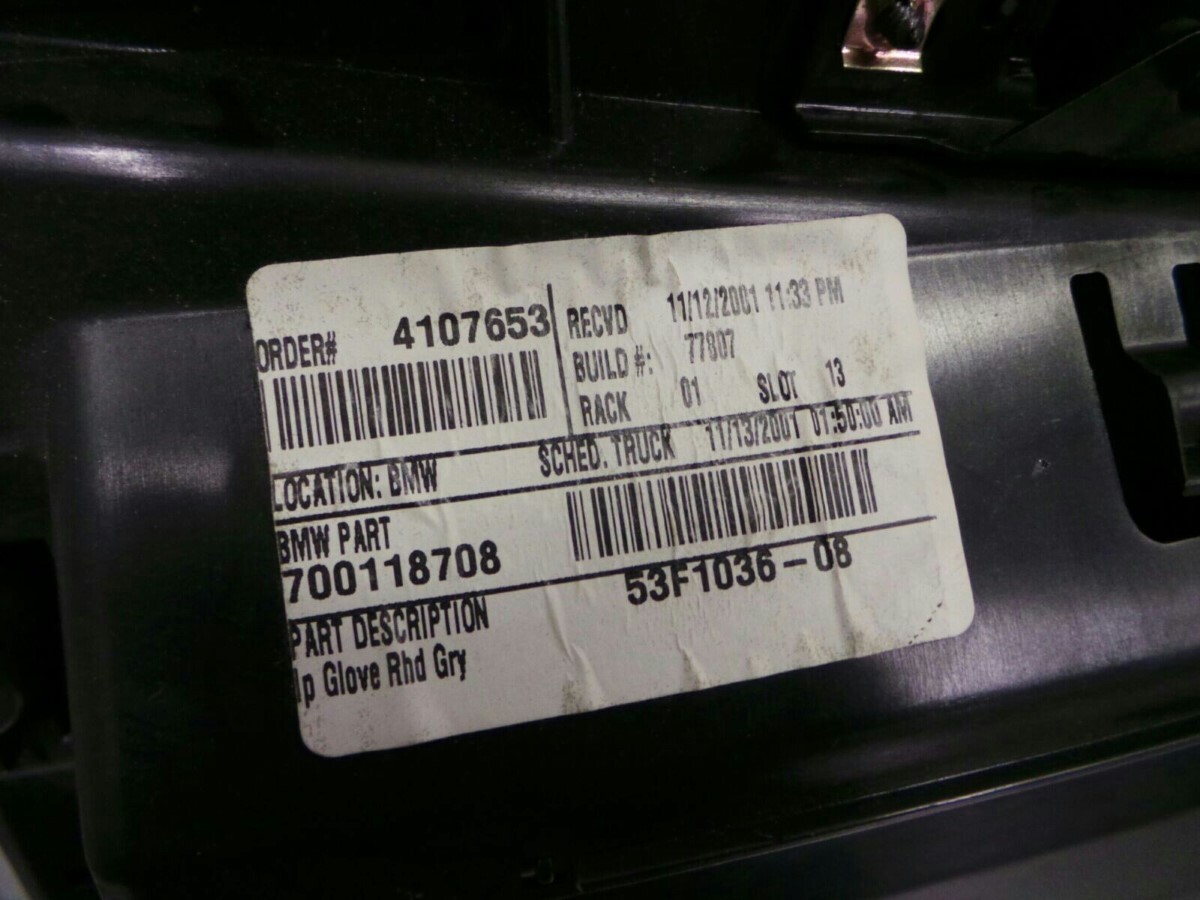 ORDER# 4107653
RECVD 11/12/2001 11:33 PM
BUILD #: 77807
RACK 01 SLOT 13
LOCATION: BMW SCHED. TRUCK 11/13/2001 01:50:00 AM
BMW PART
700118708
53F1036-08
PART DESCRIPTION
Ip Glove Rhd Gry